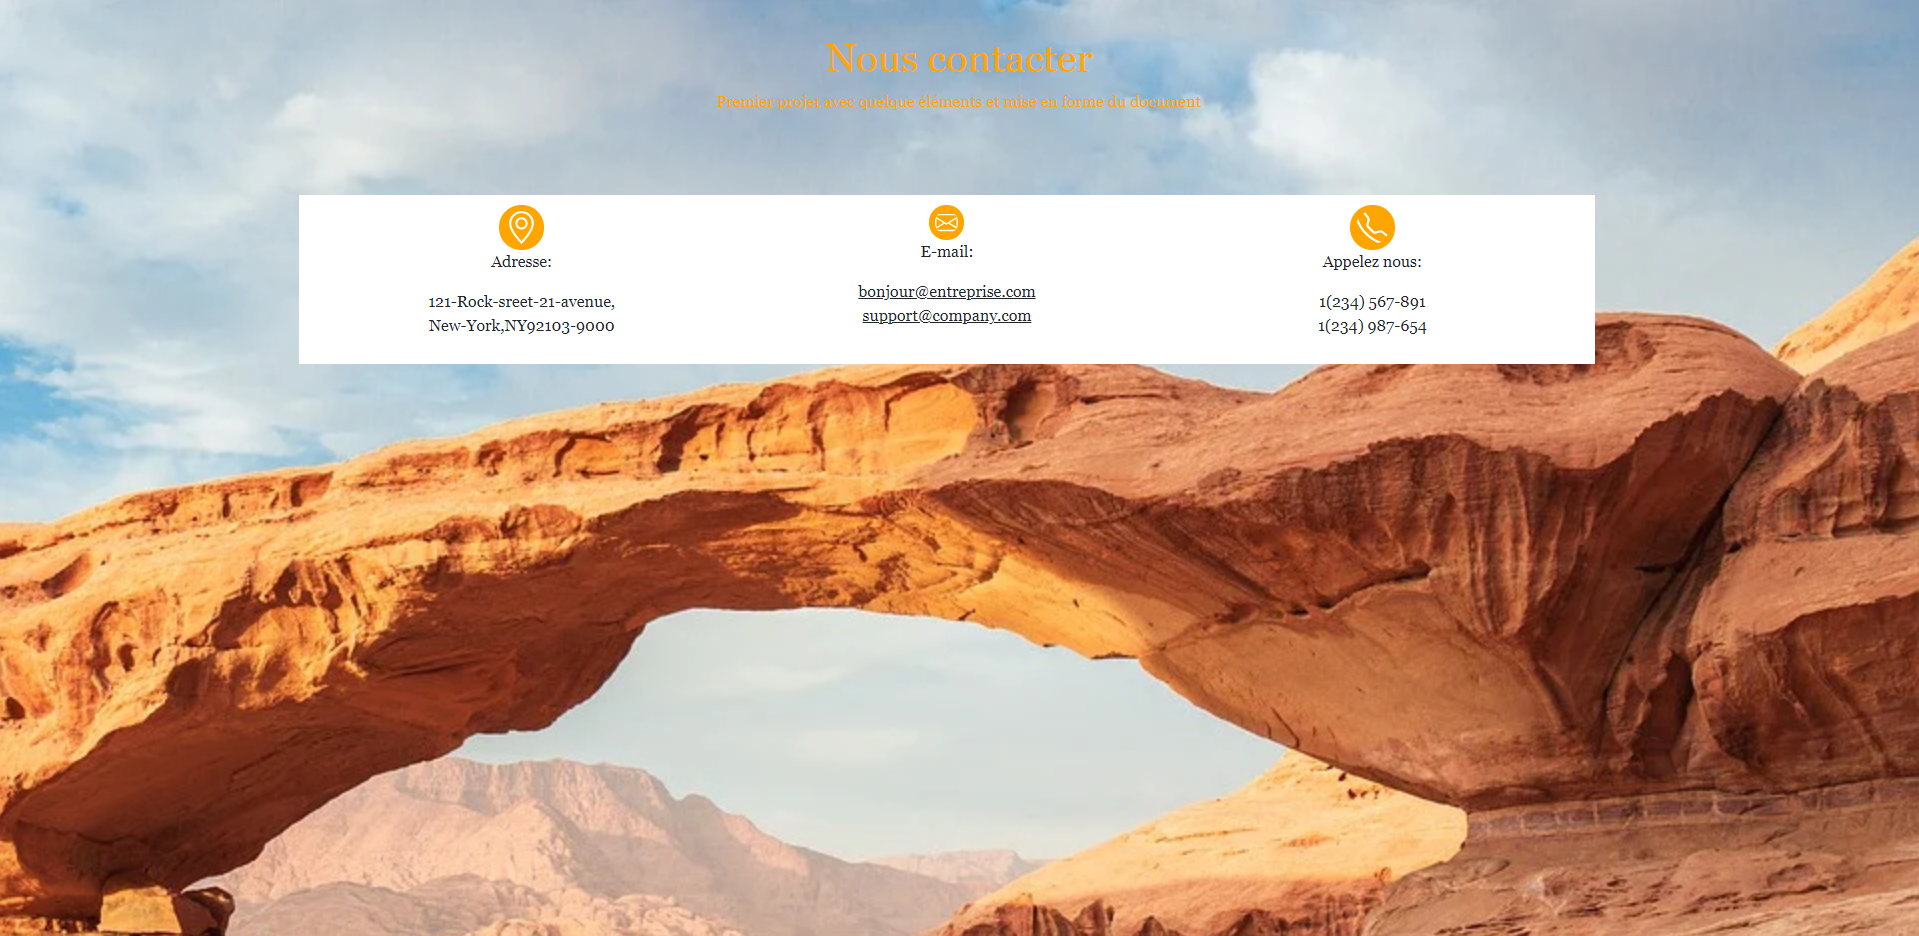 Nous contacter
Premier projet avec quelque éléments et mise en forme du document
Adresse:
121-Rock-sreet-21-avenue,
New-York,NY92103-9000
E-mail:
bonjour@entreprise.com
support@company.com
Appelez nous:
1(234) 567-891
1(234) 987-654